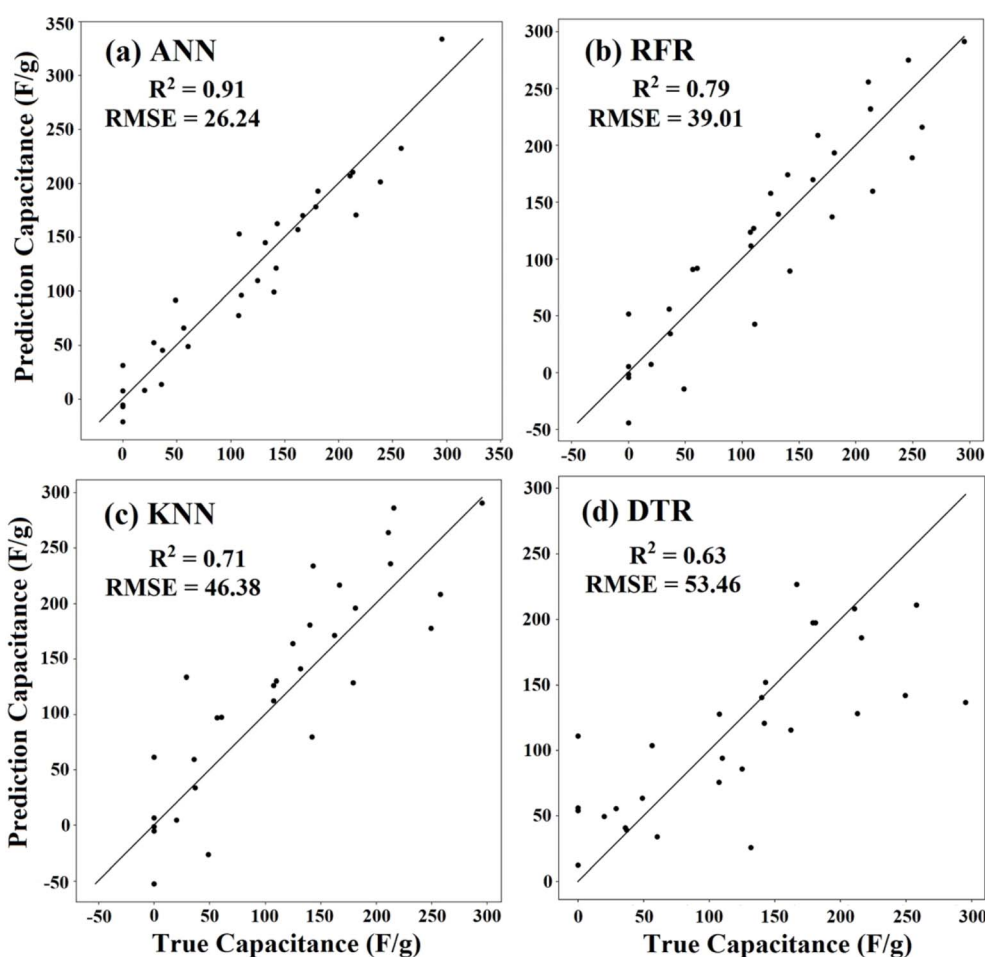 (a) ANN
R² = 0.91
RMSE = 26.24
Prediction Capacitance (F/g)
350
300
250
200
150
100
50
0
0 50 100 150 200 250 300 350
(b) RFR
R² = 0.79
RMSE = 39.01
300
250
200
150
100
50
0
-50
-50 0 50 100 150 200 250 300
(c) KNN
R² = 0.71
RMSE = 46.38
Prediction Capacitance (F/g)
300
250
200
150
100
50
0
-50
-50 0 50 100 150 200 250 300
True Capacitance (F/g)
(d) DTR
R² = 0.63
RMSE = 53.46
300
250
200
150
100
50
0
0 50 100 150 200 250 300
True Capacitance (F/g)